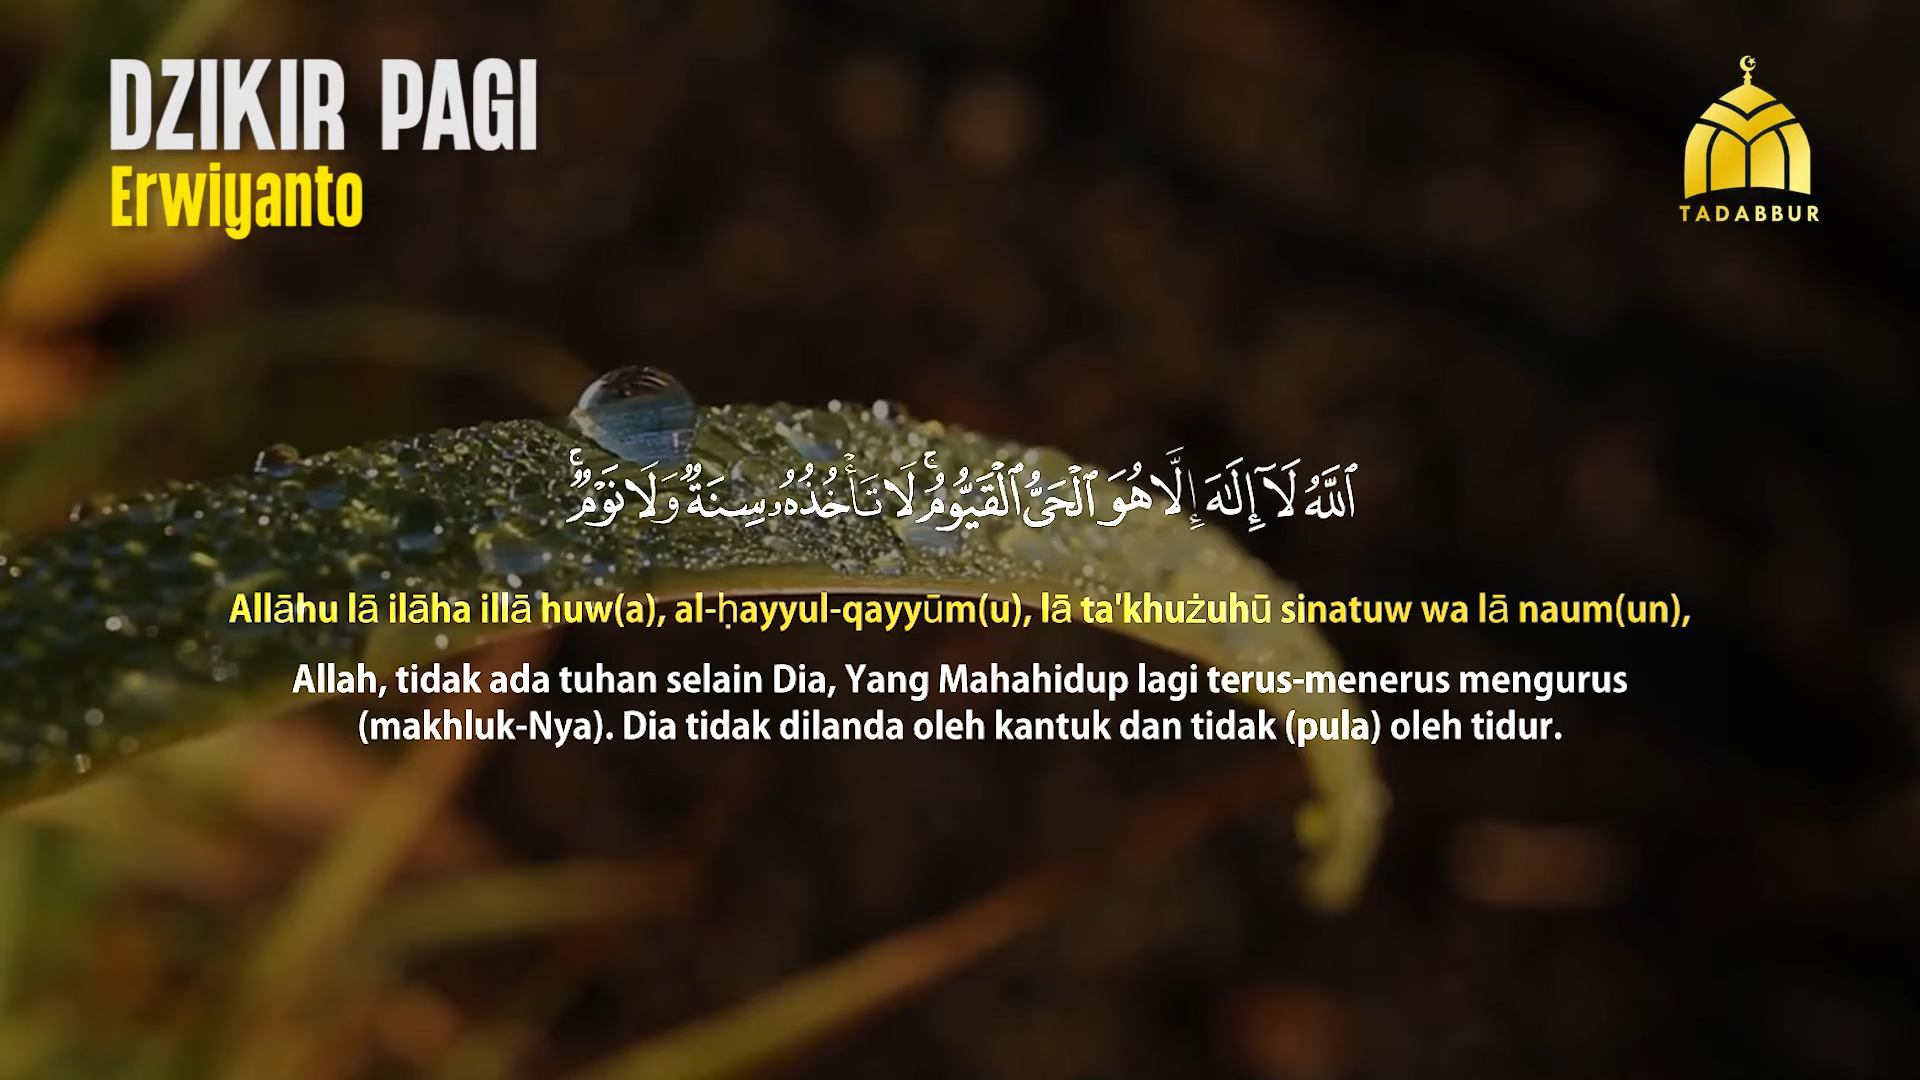 DZIKIR PAGI
Erwiyanto
TADABBUR
ٱللَّهُ لَآ إِلَٰهَ إِلَّا هُوَ ٱلْحَىُّ ٱلْقَيُّومُ ۚ لَا تَأْخُذُهُۥ سِنَةٌ وَلَا نَوْمٌ ۚ
Allāhu lā ilāha illā huw(a), al-ḥayyul-qayyūm(u), lā ta'khużuhū sinatuw wa lā naum(un),
Allah, tidak ada tuhan selain Dia, Yang Mahahidup lagi terus-menerus mengurus
(makhluk-Nya). Dia tidak dilanda oleh kantuk dan tidak (pula) oleh tidur.